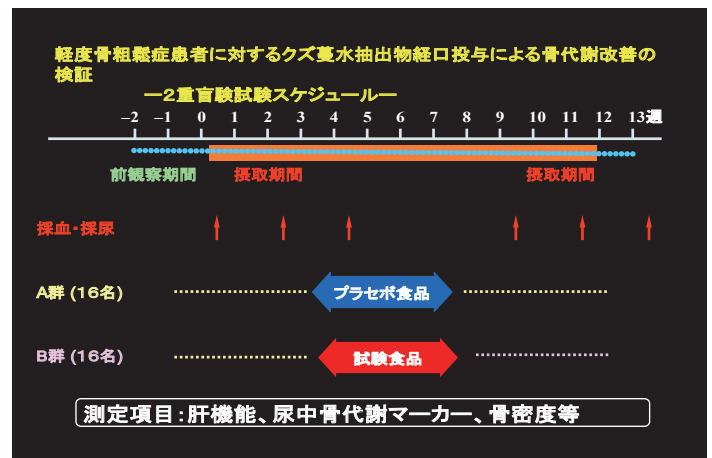 軽度骨粗鬆症患者に対するクズ蔓水抽出物経口投与による骨代謝改善の
検証
ー2重盲験試験スケジュールー
−2 −1 0 1 2 3 4 5 6 7 8 9 10 11 12 13週
前観察期間 摂取期間 摂取期間
採血・採尿
A群 (16名) プラセボ食品
B群 (16名) 試験食品
測定項目:肝機能、尿中骨代謝マーカー、骨密度等